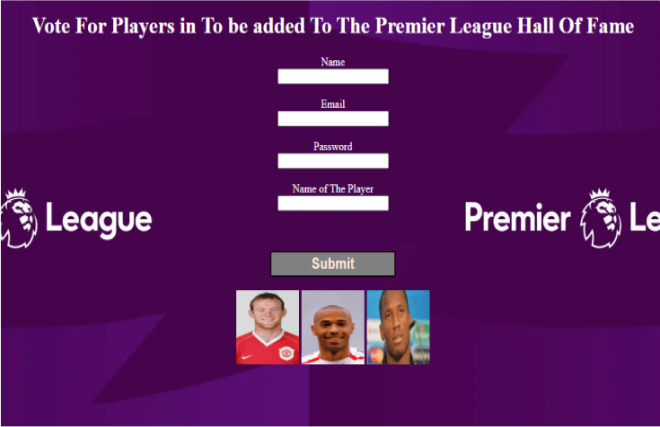 Vote For Players in To be added To The Premier League Hall Of Fame
Name
Email
Password
Name of The Player
League
Premier Le
Submit